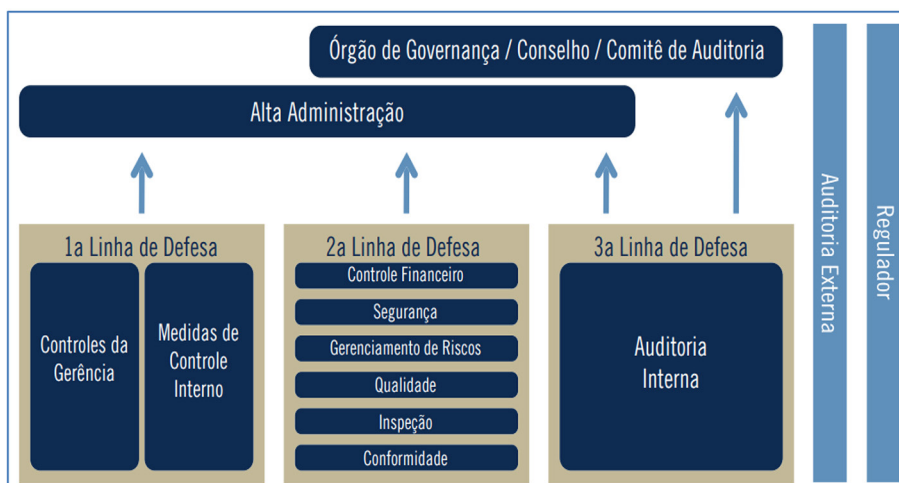 Órgão de Governança / Conselho / Comitê de Auditoria
Alta Administração
1a Linha de Defesa
Controles da
Gerência
Medidas de
Controle
Interno
2a Linha de Defesa
Controle Financeiro
Segurança
Gerenciamento de Riscos
Qualidade
Inspeção
Conformidade
3a Linha de Defesa
Auditoria
Interna
Auditoria Externa
Regulador